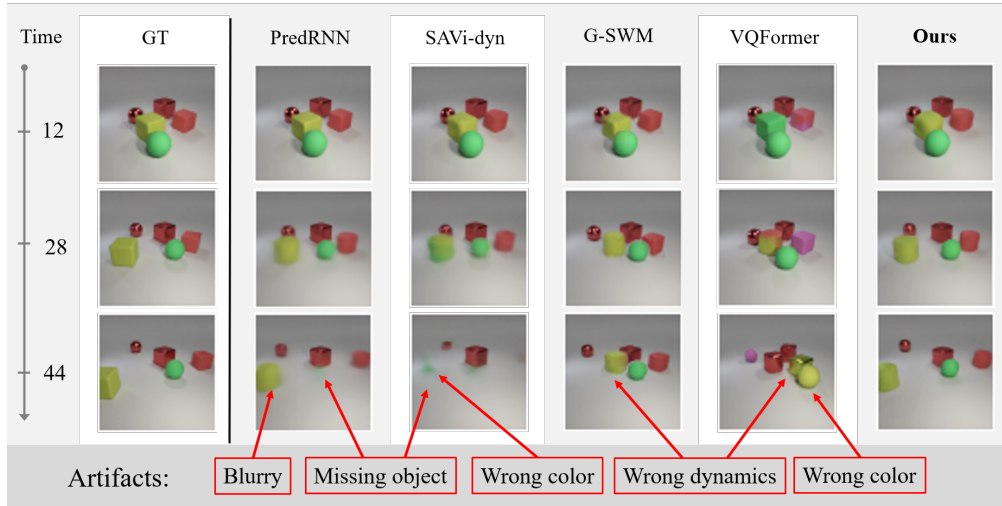 Time GT PredRNN SAVi-dyn G-SWM VQFormer Ours
12
28
44
Artifacts: Blurry Missing object Wrong color Wrong dynamics Wrong color